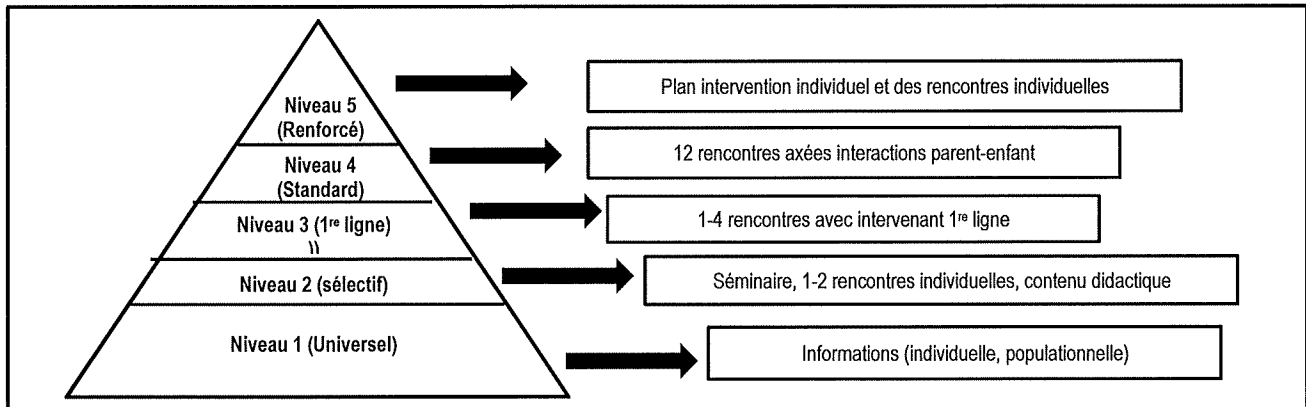 Niveau 5
(Renforcé)
Plan intervention individuel et des rencontres individuelles
Niveau 4
(Standard)
12 rencontres axées interactions parent-enfant
Niveau 3 (1re ligne)
))
1-4 rencontres avec intervenant 1re ligne
Niveau 2 (sélectif)
Séminaire, 1-2 rencontres individuelles, contenu didactique
Niveau 1 (Universel)
Informations (individuelle, populationnelle)